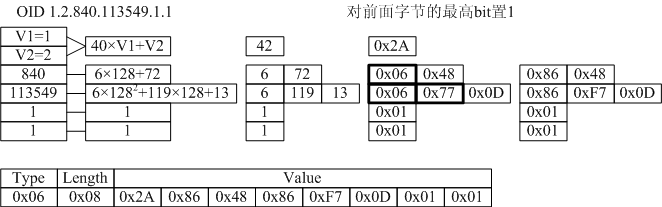 OID 1.2.840.113549.1.1 对前面字节的最高bit置1
V1=1
V2=2
40×V1+V2 42 0x2A
840 6×128+72 6 72 0x06 0x48 0x86 0x48
113549 6×128²+119×128+13 6 119 13 0x06 0x77 0x0D 0x86 0xF7 0x0D
1 1 1 0x01 0x01
1 1 1 0x01 0x01
Type Length Value
0x06 0x08 0x2A 0x86 0x48 0x86 0xF7 0x0D 0x01 0x01